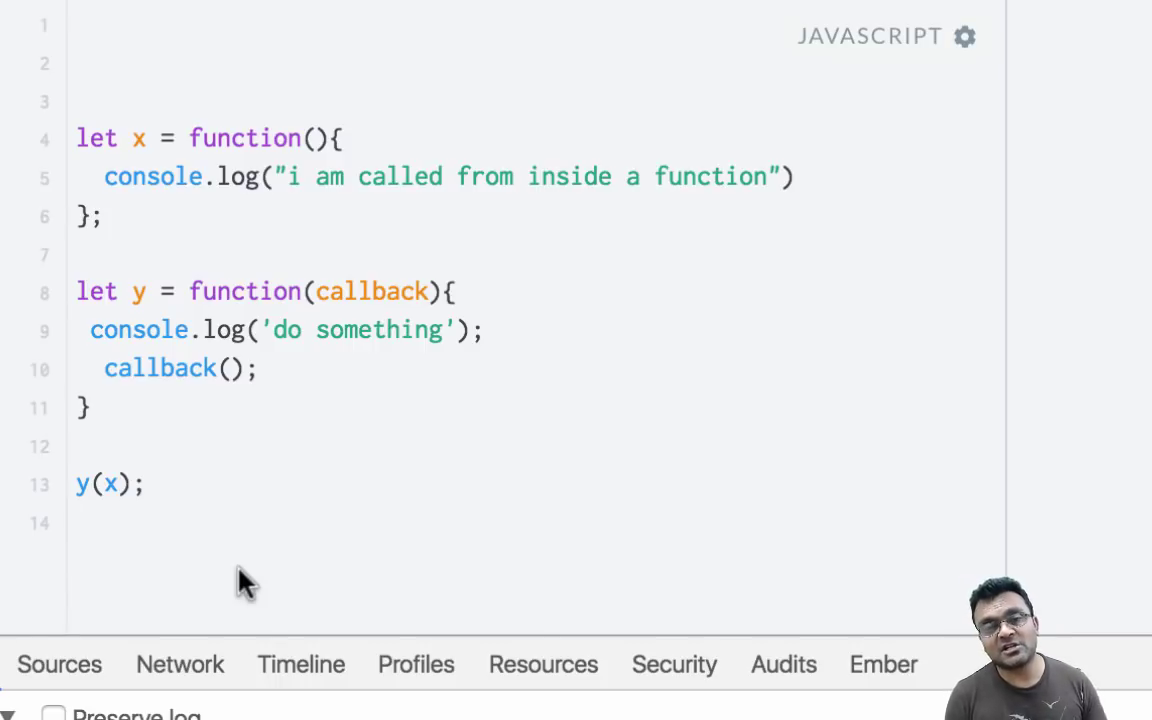 1
JAVASCRIPT
2
3
4 let x = function(){
5 console.log("i am called from inside a function")
6 };
7
8 let y = function(callback){
9 console.log('do something');
10 callback();
11 }
12
13 y(x);
14
Sources Network Timeline Profiles Resources Security Audits Ember
Preserve log